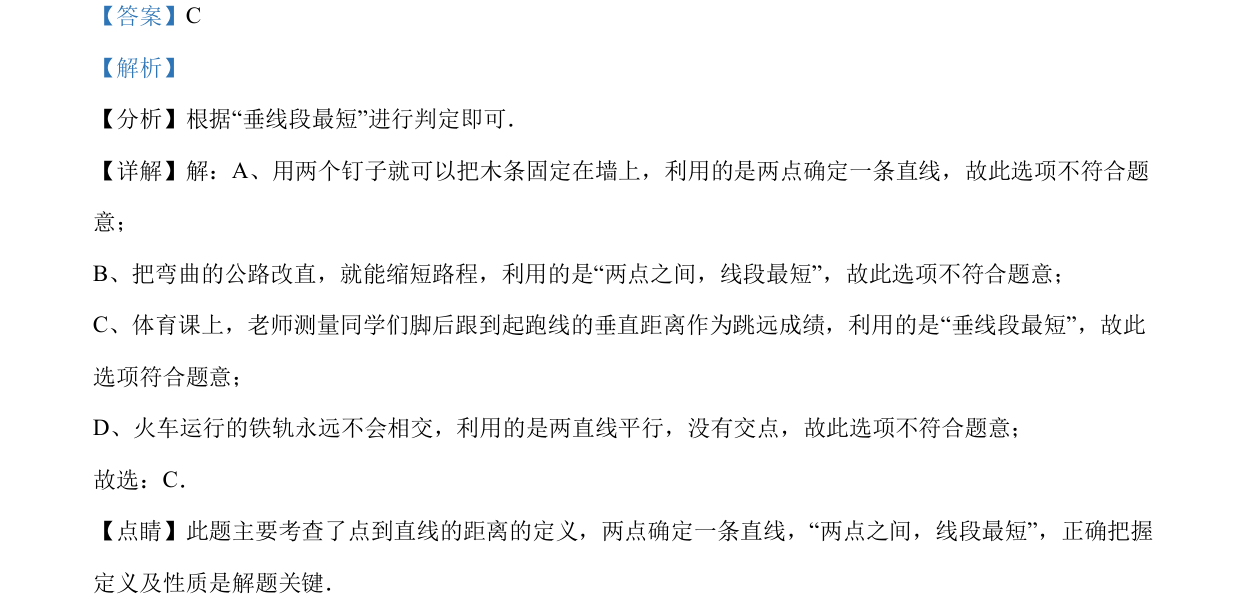 【答案】C
【解析】
【分析】根据“垂线段最短”进行判定即可．
【详解】解：A、用两个钉子就可以把木条固定在墙上，利用的是两点确定一条直线，故此选项不符合题
意；
B、把弯曲的公路改直，就能缩短路程，利用的是“两点之间，线段最短”，故此选项不符合题意；
C、体育课上，老师测量同学们脚后跟到起跑线的垂直距离作为跳远成绩，利用的是“垂线段最短”，故此
选项符合题意；
D、火车运行的铁轨永远不会相交，利用的是两直线平行，没有交点，故此选项不符合题意；
故选：C．
【点睛】此题主要考查了点到直线的距离的定义，两点确定一条直线，“两点之间，线段最短”，正确把握
定义及性质是解题关键．